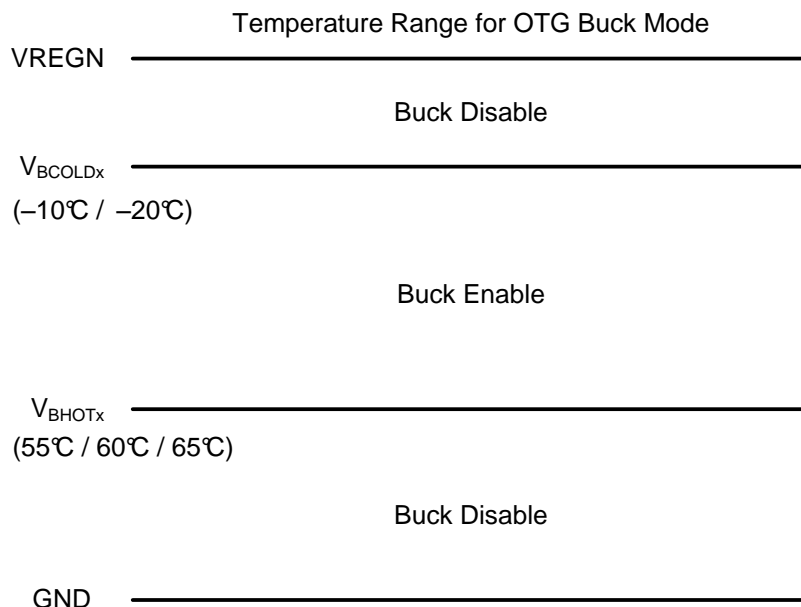 Temperature Range for OTG Buck Mode
VREGN
Buck Disable
VBCOLDx
(–10℃ / –20℃)
Buck Enable
VBHOTx
(55℃ / 60℃ / 65℃)
Buck Disable
GND